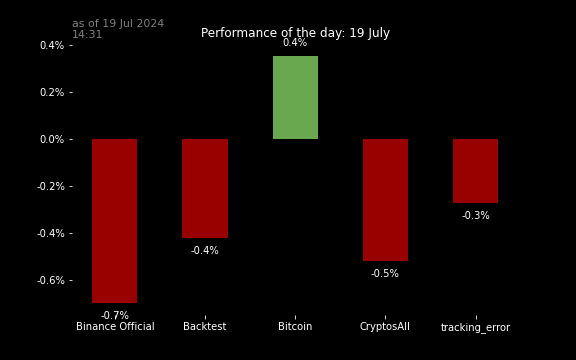 as of 19 Jul 2024
14:31
Performance of the day: 19 July
0.4%
0.4%
0.2%
0.0%
-0.2%
-0.4%
-0.6%
-0.7%
-0.4%
-0.5%
-0.3%
Binance Official
Backtest
Bitcoin
CryptosAll
tracking_error